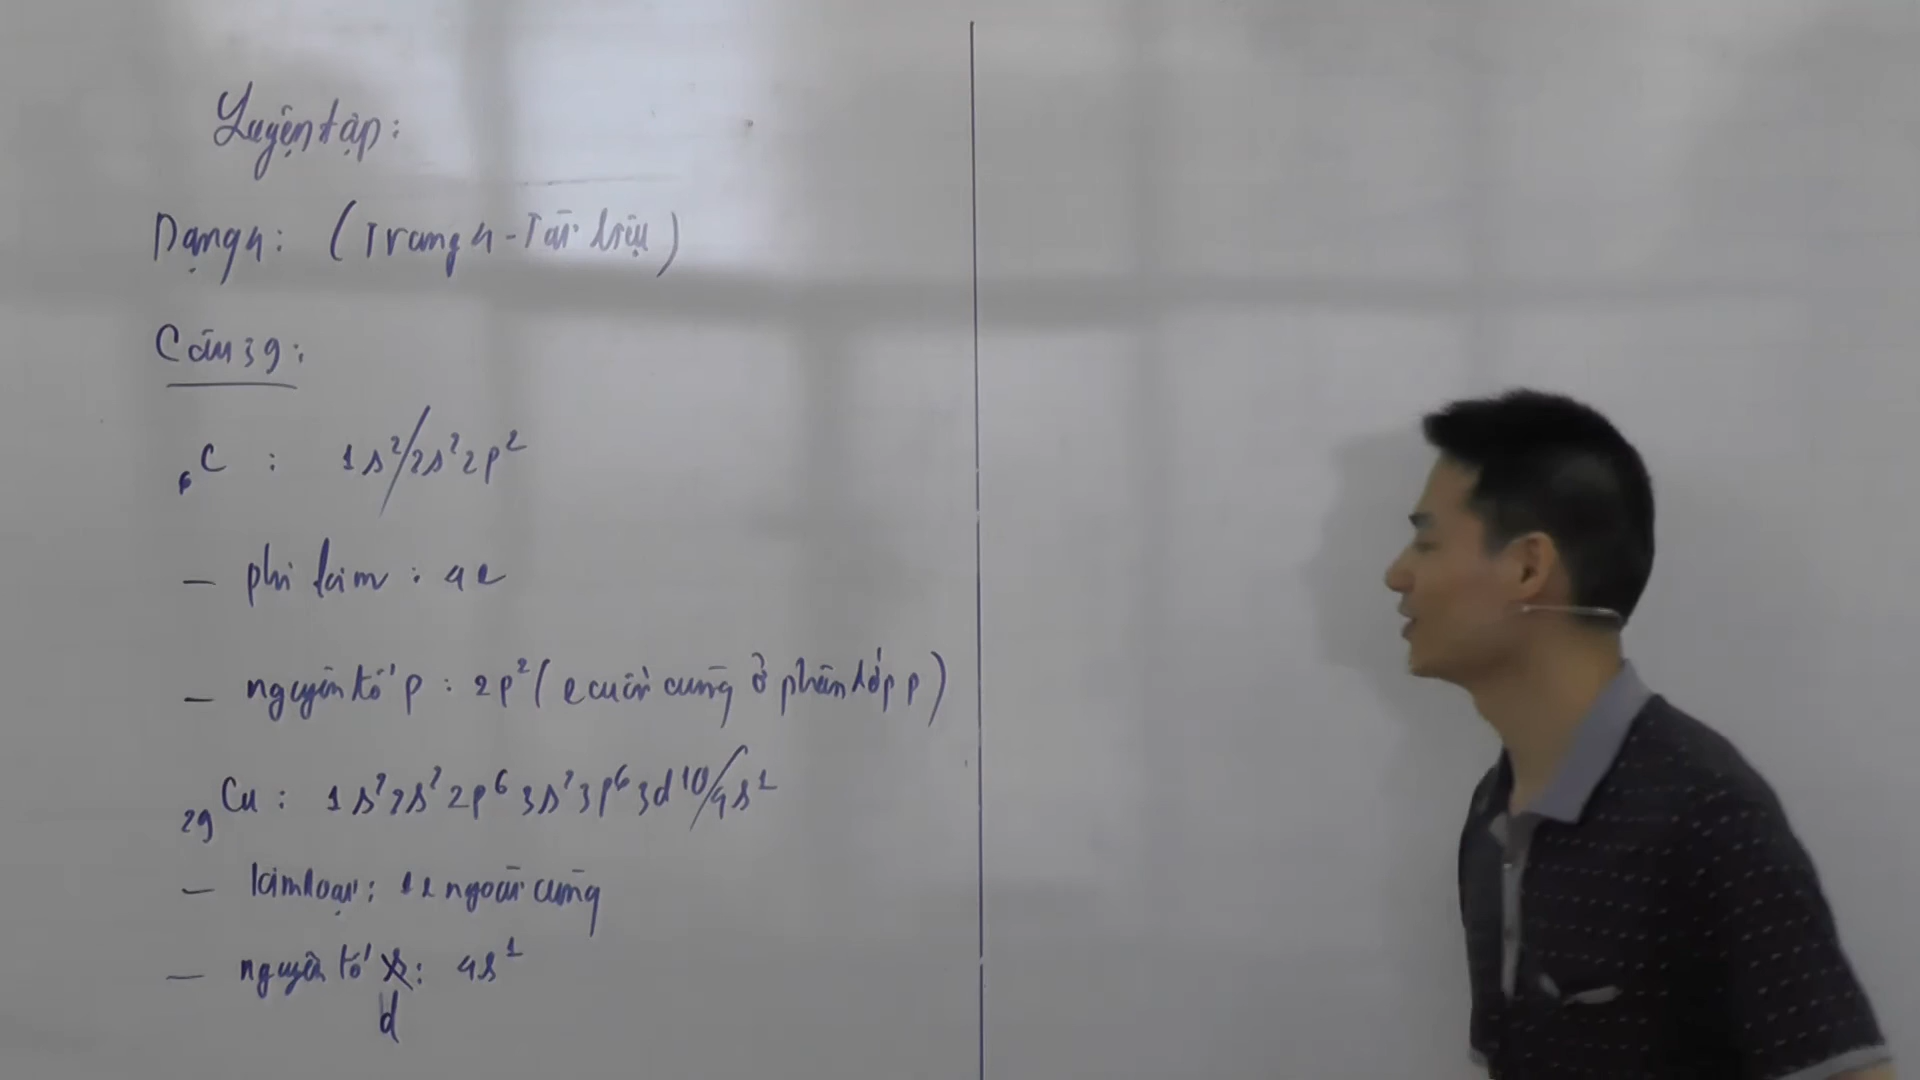 Luyện tập:
Dạng 4: (Trang 4 - Tài liệu)
Câu 39:
₆C : 1s²/2s²2p²
- phi kim : 4e
- nguyên tố p : 2p² (e cuối cùng ở phân lớp p)
₂₉Cu : 1s²2s²2p⁶3s²3p⁶3d¹⁰/4s¹
- kim loại : 1e ngoài cùng
- nguyên tố s : 4s¹
d